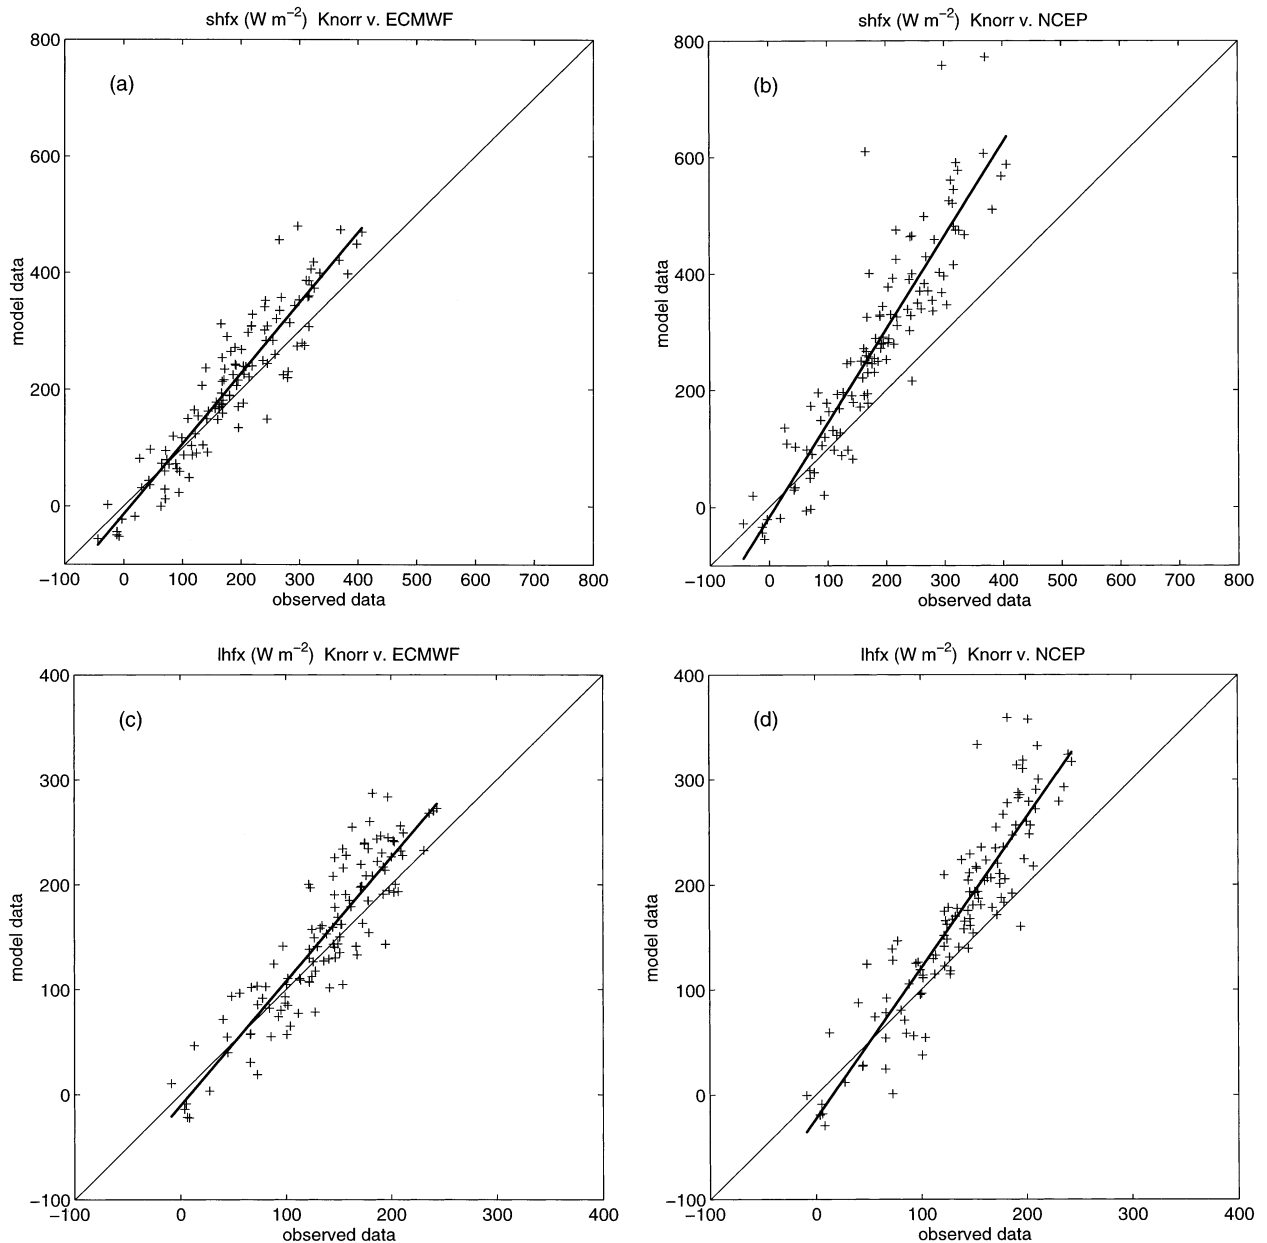 shfx (W m−2) Knorr v. ECMWF
(a)
800
600
400
200
0
−100 0 100 200 300 400 500 600 700 800
observed data
model data
shfx (W m−2) Knorr v. NCEP
(b)
800
600
400
200
0
−100 0 100 200 300 400 500 600 700 800
observed data
model data
lhfx (W m−2) Knorr v. ECMWF
(c)
400
300
200
100
0
−100
−100 0 100 200 300 400
observed data
model data
lhfx (W m−2) Knorr v. NCEP
(d)
400
300
200
100
0
−100
−100 0 100 200 300 400
observed data
model data